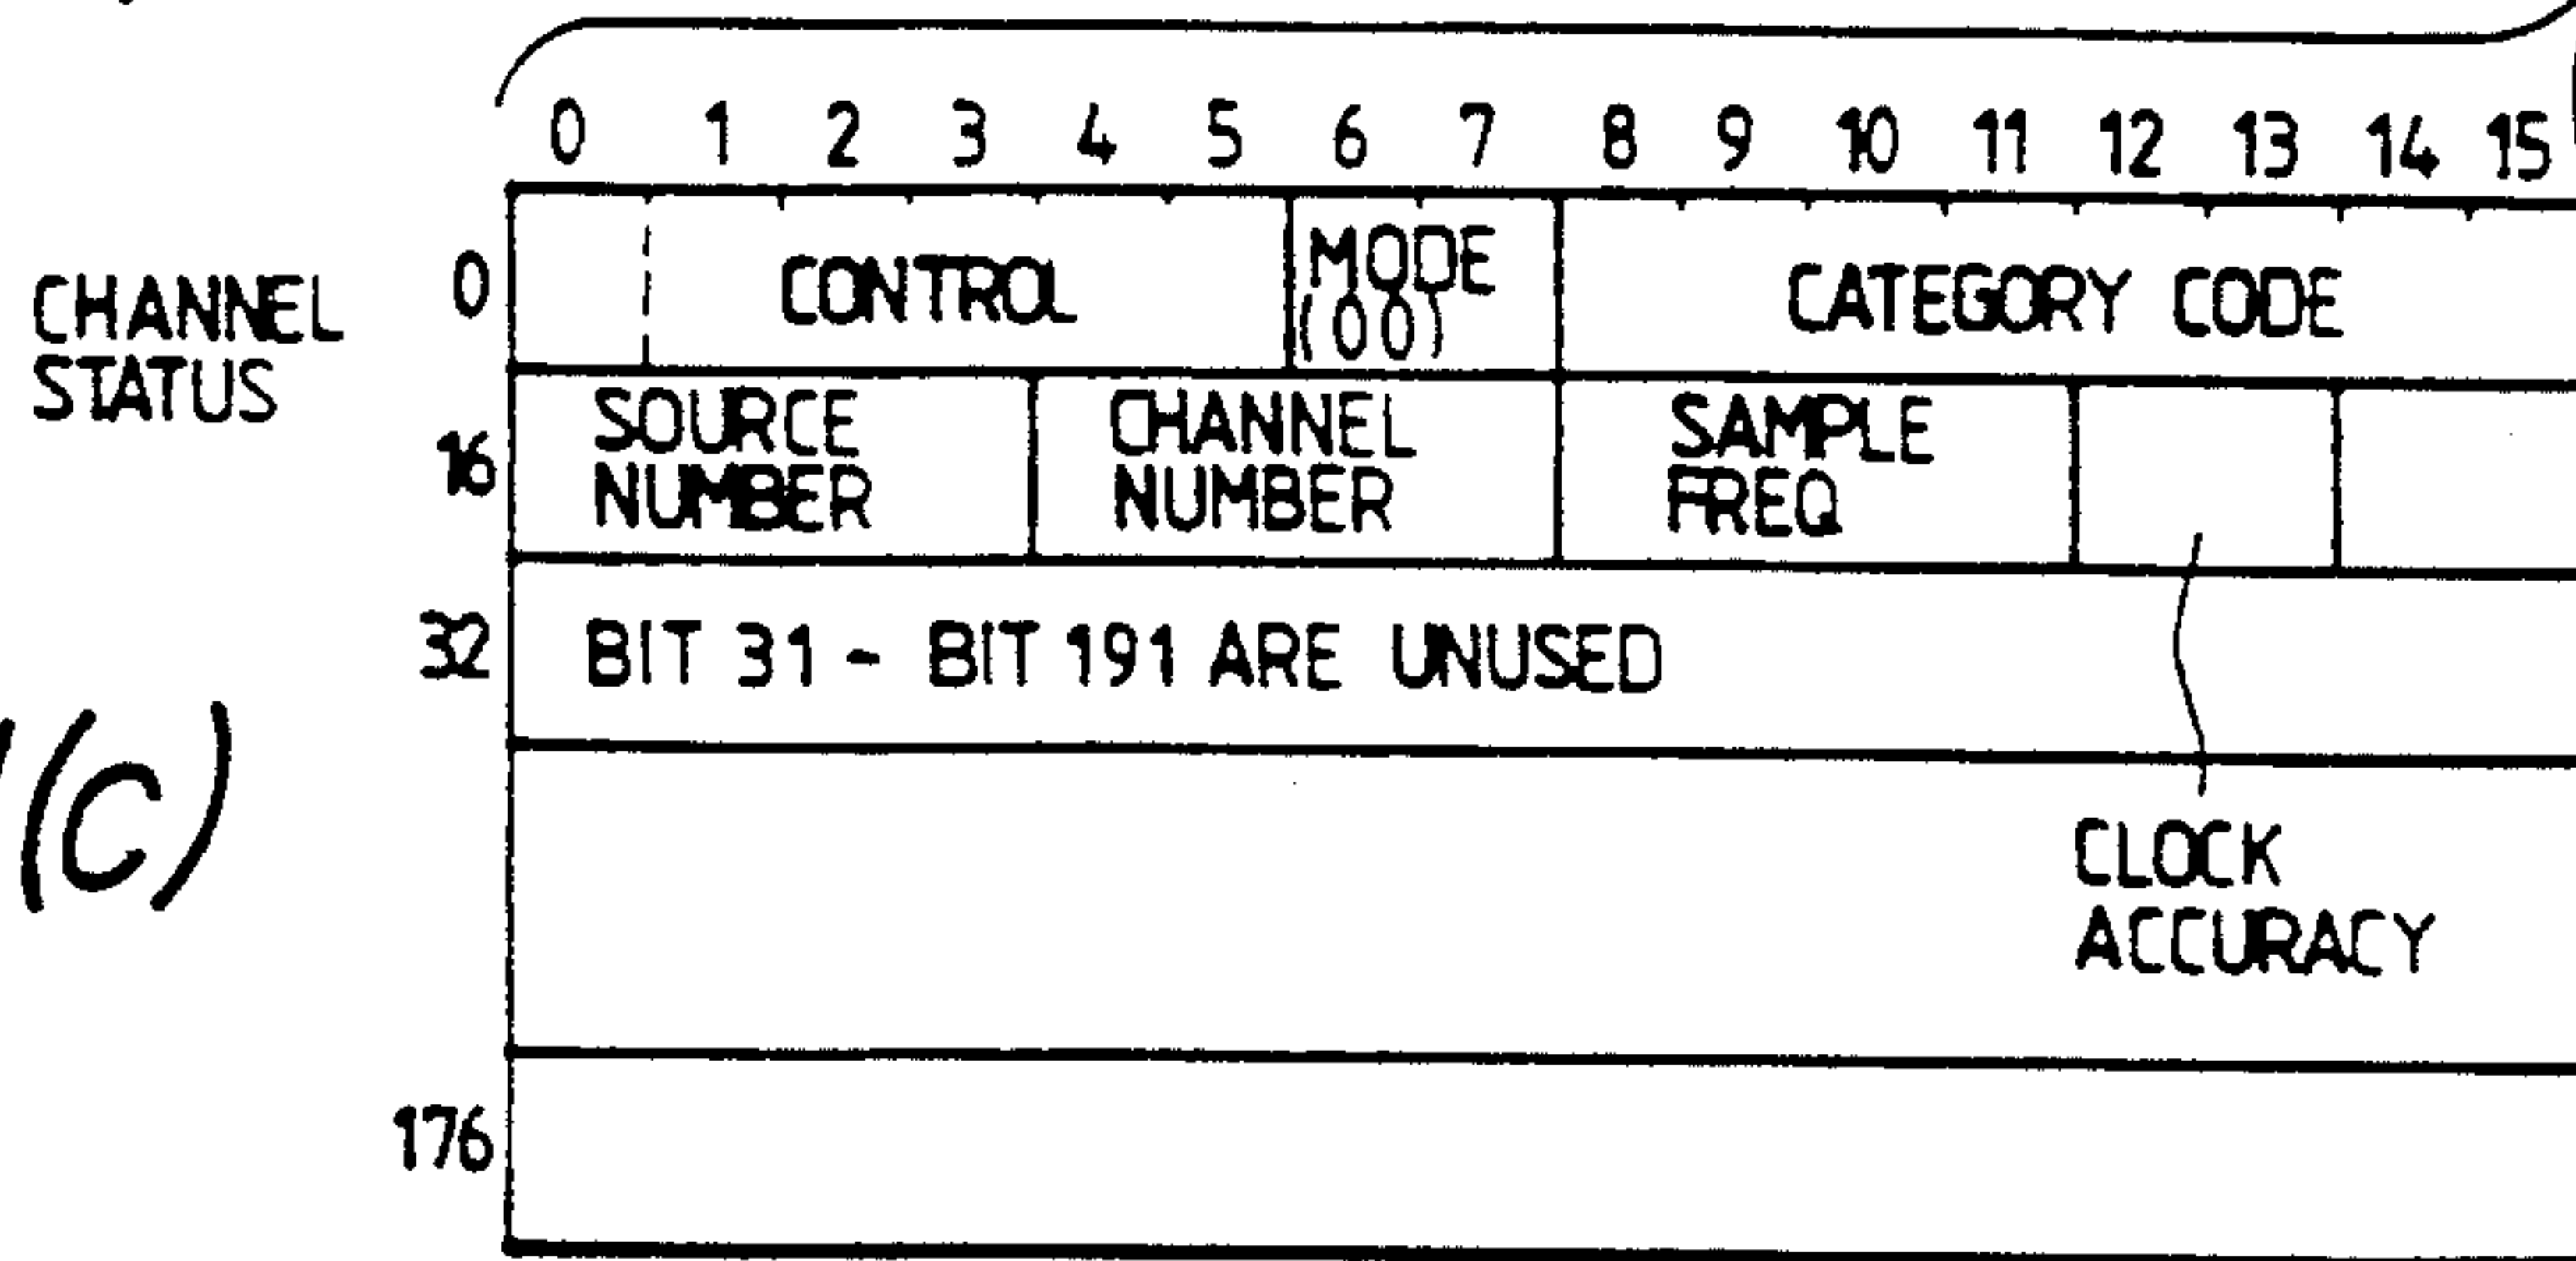 0 1 2 3 4 5 6 7 8 9 10 11 12 13 14 15
CHANNEL
STATUS
0
CONTROL
MODE
(00)
CATEGORY CODE
16
SOURCE
NUMBER
CHANNEL
NUMBER
SAMPLE
FREQ
32
BIT 31 - BIT 191 ARE UNUSED
(C)
CLOCK
ACCURACY
176